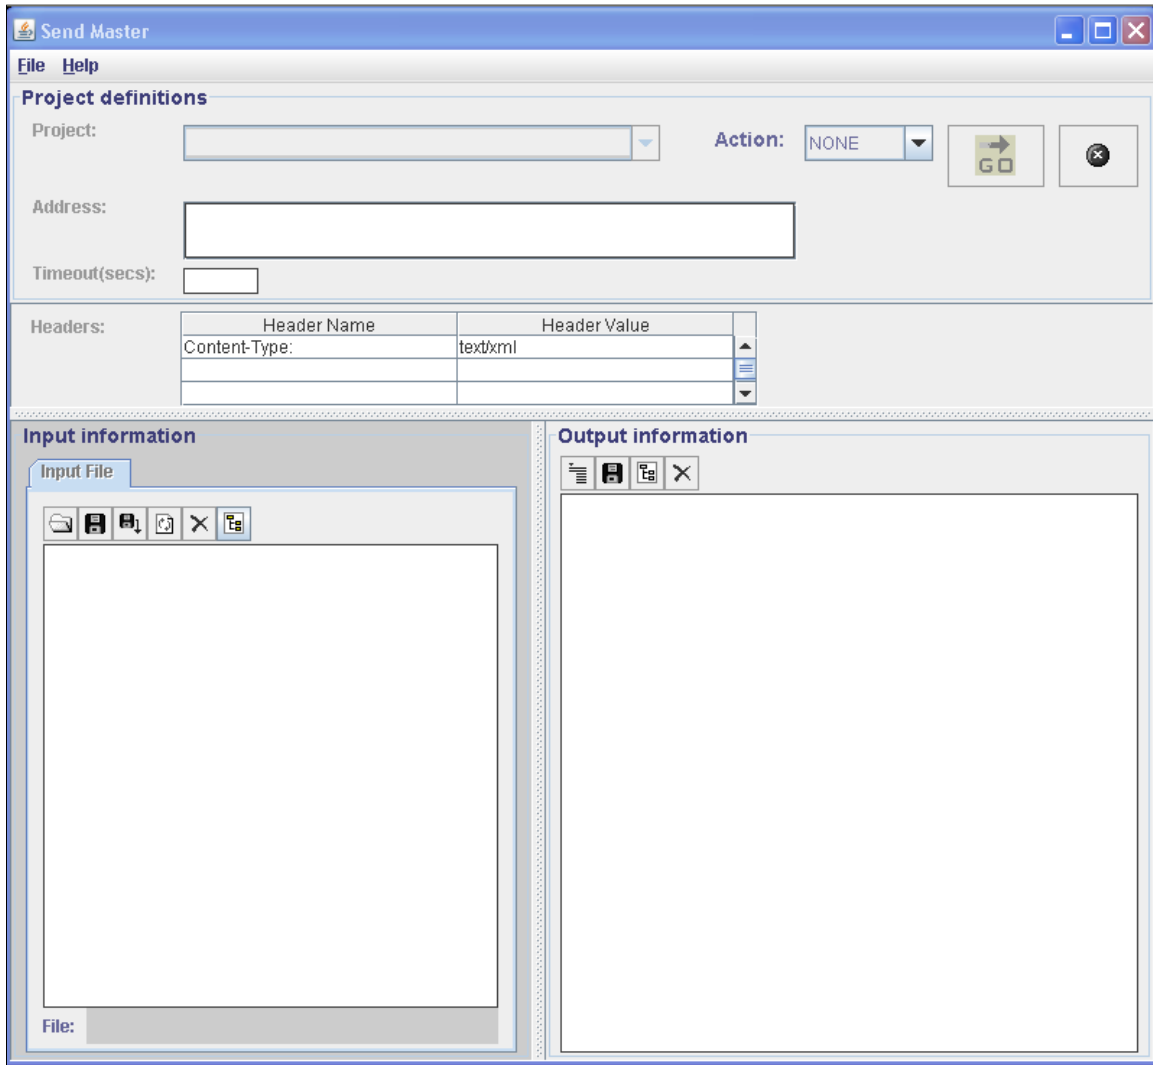 Send Master
File Help
Project definitions
Project:
Action:
NONE
GO
Address:
Timeout(secs):
Headers:
Header Name Header Value
Content-Type: text/xml
Input information
Input File
File:
Output information